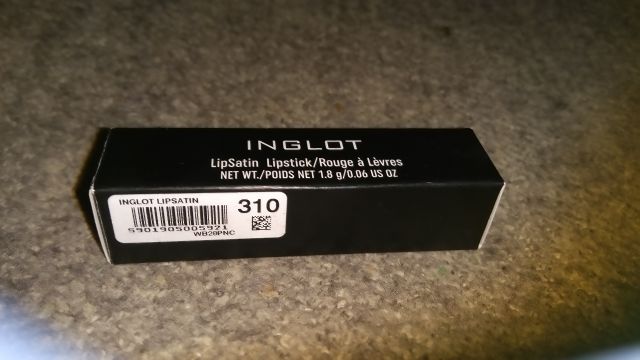 INGLOT
LipSatin Lipstick/Rouge à Lèvres
NET WT./POIDS NET 1.8 g/0.06 US OZ
INGLOT LIPSATIN
310
5901905005921
WB28PNC